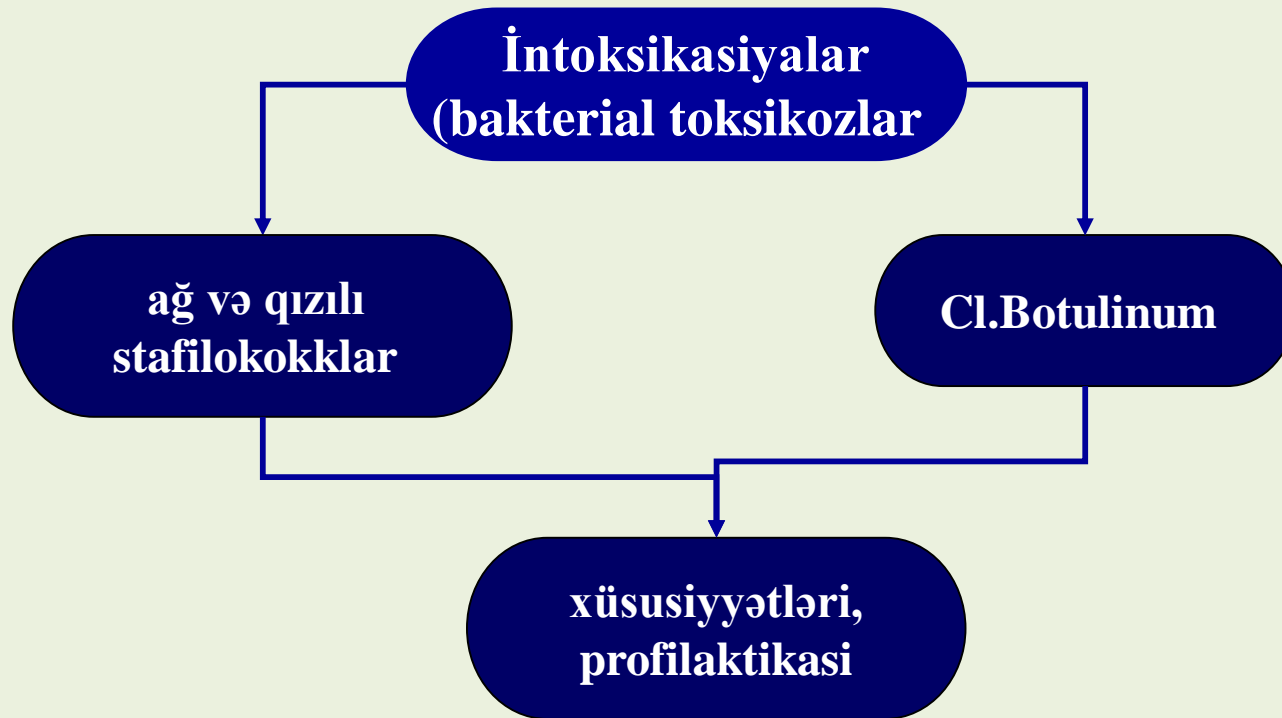 İntoksikasiyalar
(bakterial toksikozlar
ağ və qızılı
stafilokokklar
Cl.Botulinum
xüsusiyyətləri,
profilaktikasi